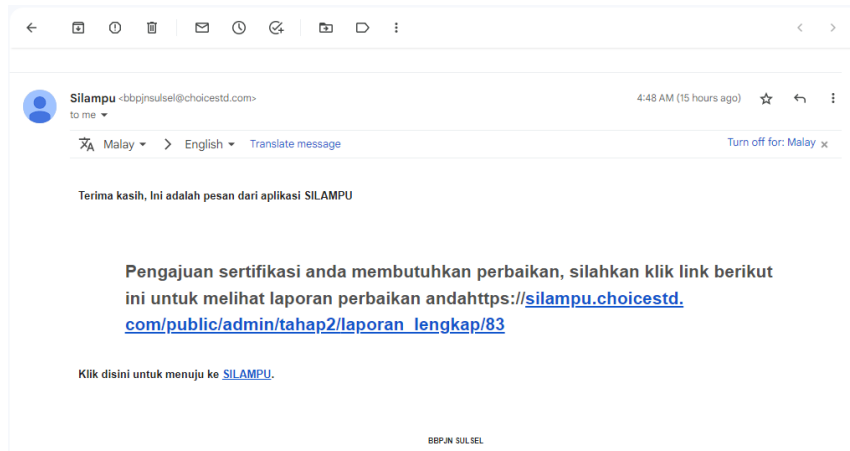 Silampu <bbpjnsulsel@choicestd.com>
4:48 AM (15 hours ago)
to me
Malay > English Translate message
Turn off for: Malay x
Terima kasih, Ini adalah pesan dari aplikasi SILAMPU
Pengajuan sertifikasi anda membutuhkan perbaikan, silahkan klik link berikut
ini untuk melihat laporan perbaikan andahttps://silampu.choicestd.
com/public/admin/tahap2/laporan_lengkap/83
Klik disini untuk menuju ke SILAMPU.
BBPJN SULSEL